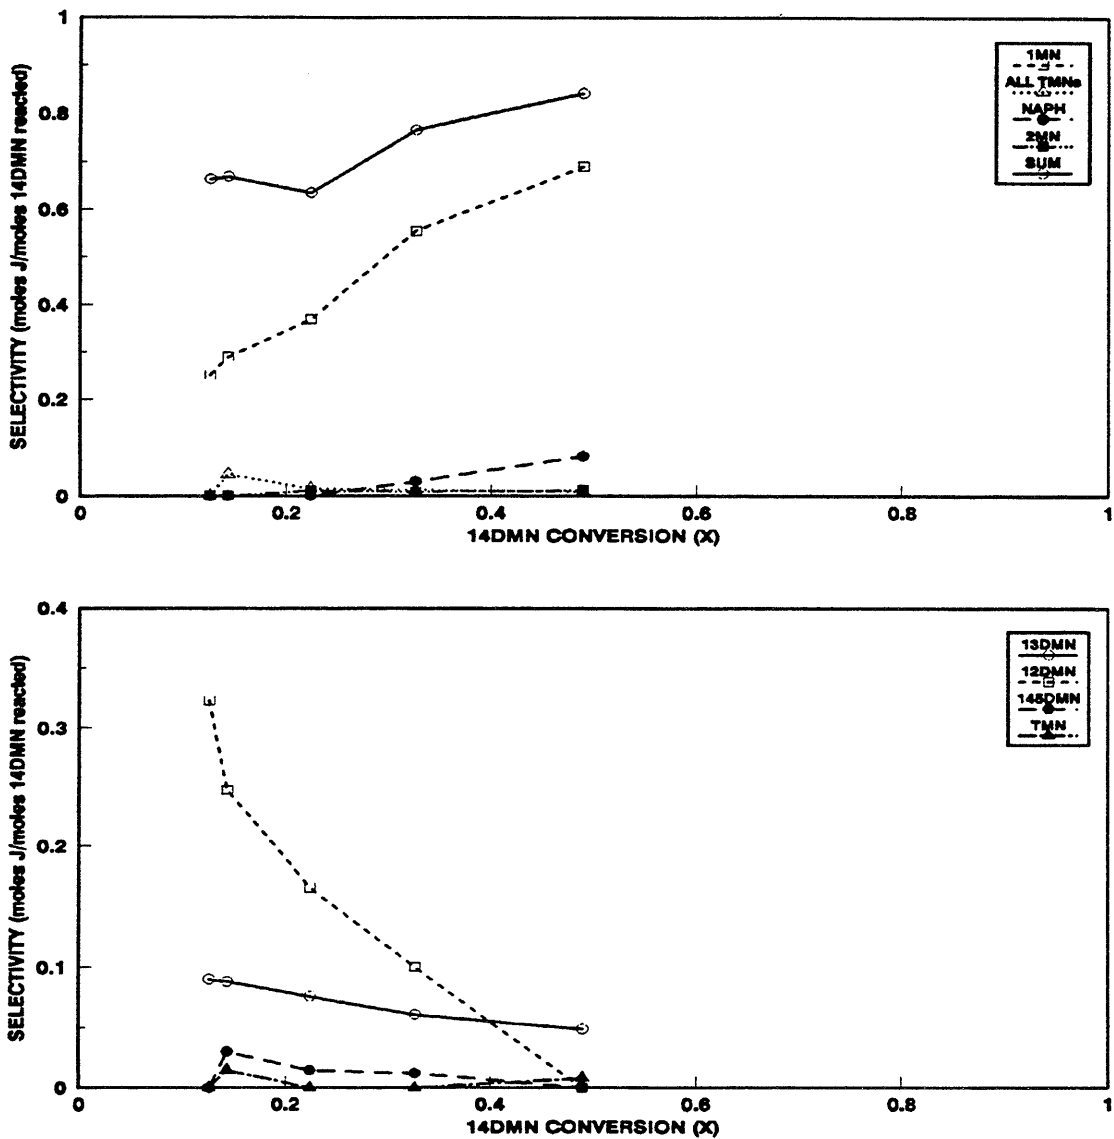 1
0.8
0.6
0.4
0.2
0
SELECTIVITY (moles J/moles 14DMN reacted)
1MN
ALL TMNs
NAPH
2MN
SUM
0 0.2 0.4 0.6 0.8 1
14DMN CONVERSION (X)
0.4
0.3
0.2
0.1
0
SELECTIVITY (moles J/moles 14DMN reacted)
13DMN
12DMN
145DMN
TMN
0 0.2 0.4 0.6 0.8 1
14DMN CONVERSION (X)